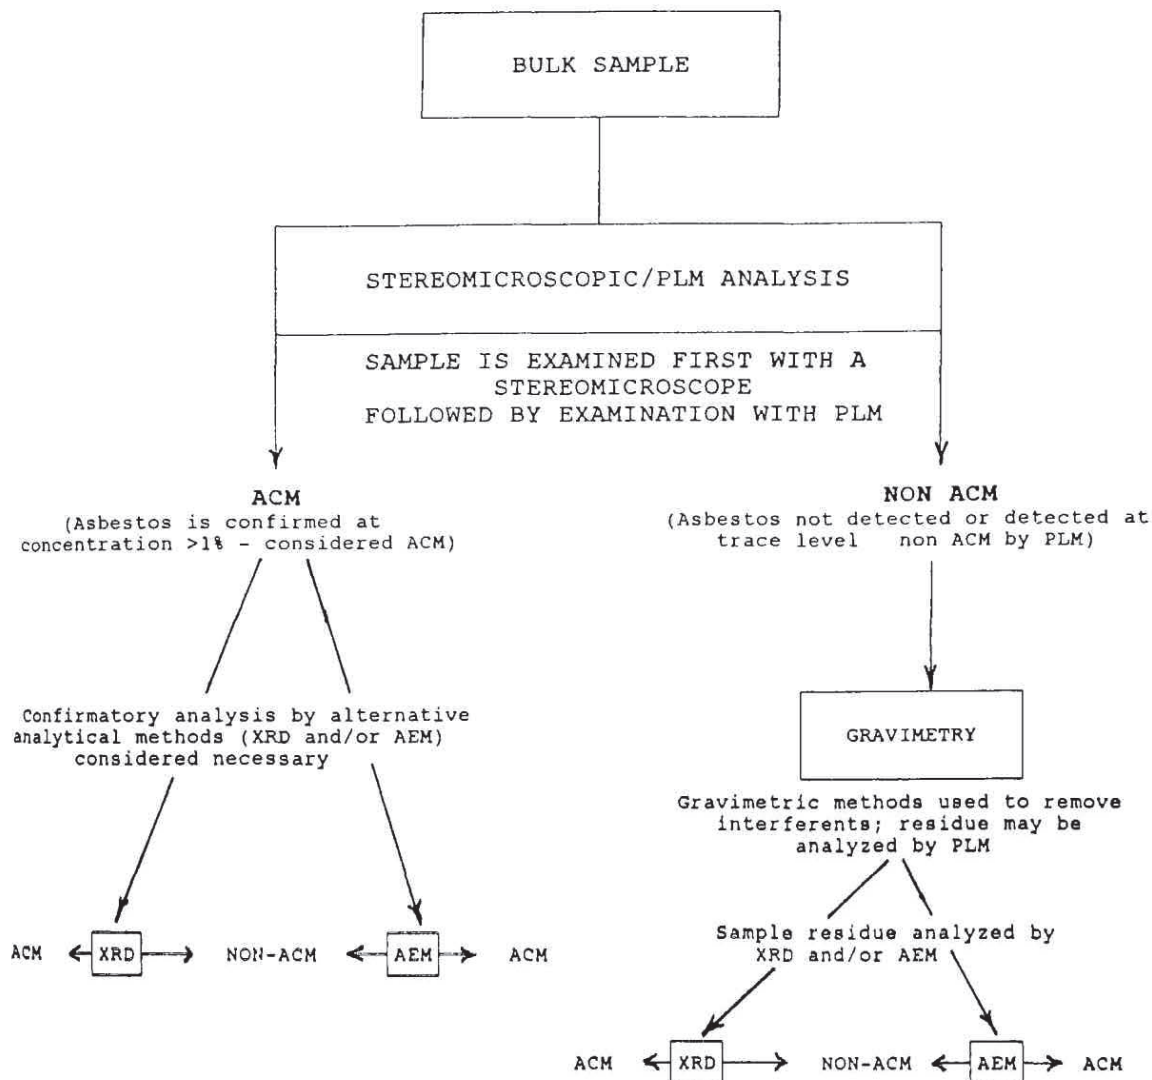 BULK SAMPLE
STEREOMICROSCOPIC/PLM ANALYSIS
SAMPLE IS EXAMINED FIRST WITH A
STEREOMICROSCOPE
FOLLOWED BY EXAMINATION WITH PLM
ACM
(Asbestos is confirmed at
concentration >1% - considered ACM)
Confirmatory analysis by alternative
analytical methods (XRD and/or AEM)
considered necessary
ACM XRD NON-ACM AEM ACM
NON ACM
(Asbestos not detected or detected at
trace level non ACM by PLM)
GRAVIMETRY
Gravimetric methods used to remove
interferents; residue may be
analyzed by PLM
Sample residue analyzed by
XRD and/or AEM
ACM XRD NON-ACM AEM ACM